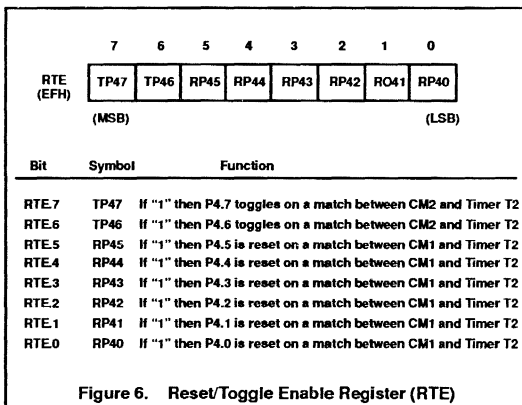 7 6 5 4 3 2 1 0
RTE (EFH) TP47 TP46 RP45 RP44 RP43 RP42 RO41 RP40
(MSB) (LSB)
Bit Symbol Function
RTE.7 TP47 If "1" then P4.7 toggles on a match between CM2 and Timer T2
RTE.6 TP46 If "1" then P4.6 toggles on a match between CM2 and Timer T2
RTE.5 RP45 If "1" then P4.5 is reset on a match between CM1 and Timer T2
RTE.4 RP44 If "1" then P4.4 is reset on a match between CM1 and Timer T2
RTE.3 RP43 If "1" then P4.3 is reset on a match between CM1 and Timer T2
RTE.2 RP42 If "1" then P4.2 is reset on a match between CM1 and Timer T2
RTE.1 RP41 If "1" then P4.1 is reset on a match between CM1 and Timer T2
RTE.0 RP40 If "1" then P4.0 is reset on a match between CM1 and Timer T2
Figure 6. Reset/Toggle Enable Register (RTE)